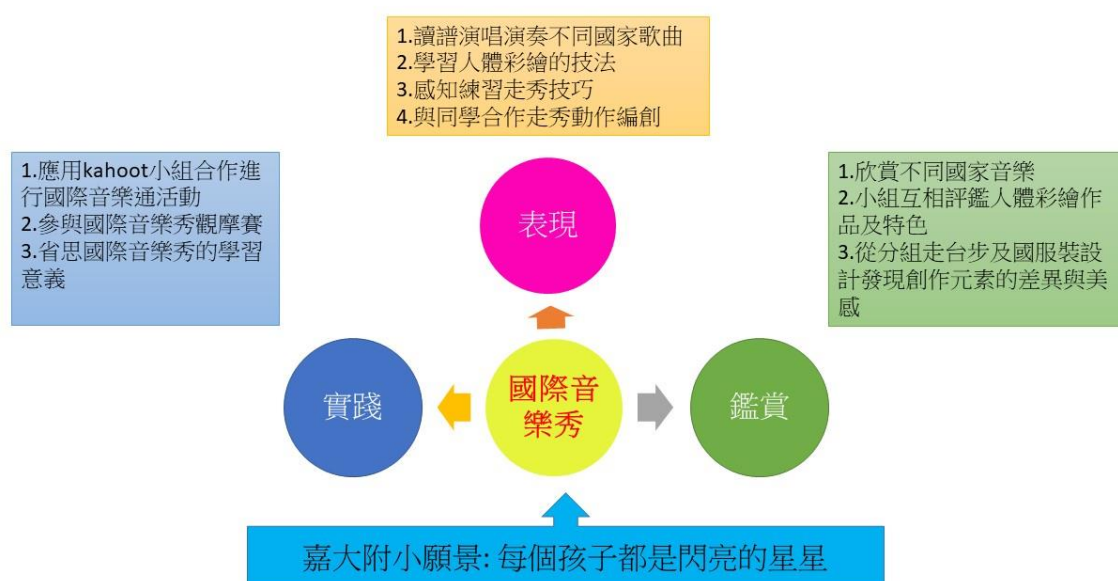 1.讀譜演唱演奏不同國家歌曲
2.學習人體彩繪的技法
3.感知練習走秀技巧
4.與同學合作走秀動作編創
1.應用kahoot小組合作進
行國際音樂通活動
2.參與國際音樂秀觀摩賽
3.省思國際音樂秀的學習
意義
1.欣賞不同國家音樂
2.小組互相評鑑人體彩繪作
品及特色
3.從分組走台步及國服裝設
計發現創作元素的差異與美
感
表現
實踐
國際音
樂秀
鑑賞
嘉大附小願景: 每個孩子都是閃亮的星星